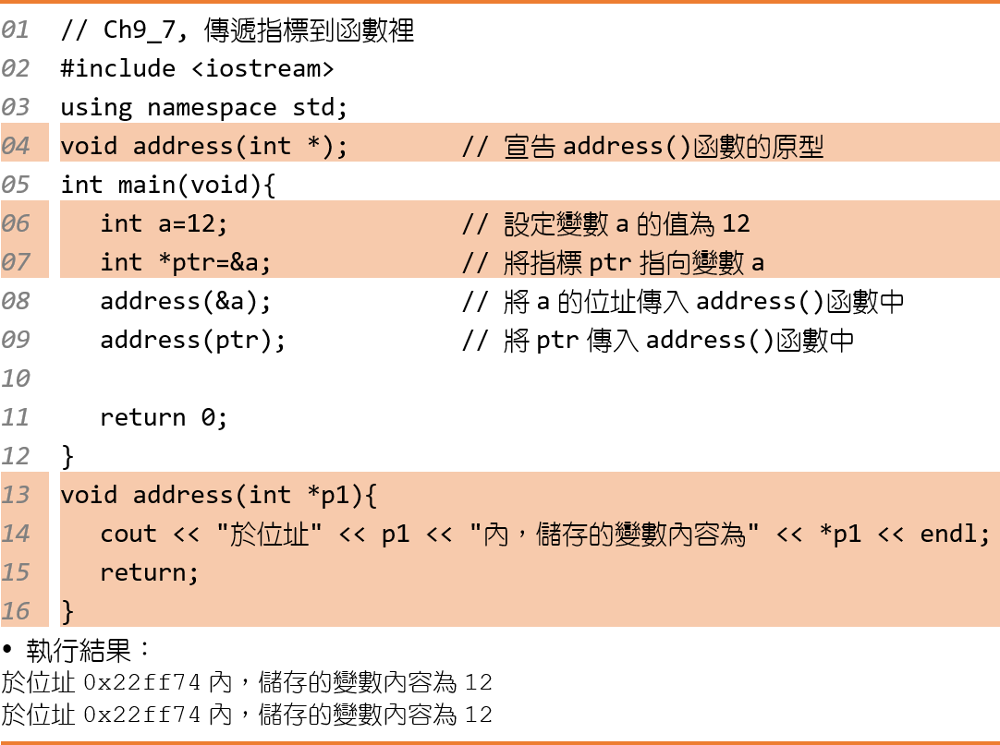 01 // Ch9_7, 傳遞指標到函數裡
02 #include <iostream>
03 using namespace std;
04 void address(int *); // 宣告 address()函數的原型
05 int main(void){
06 int a=12; // 設定變數 a 的值為 12
07 int *ptr=&a; // 將指標 ptr 指向變數 a
08 address(&a); // 將 a 的位址傳入 address()函數中
09 address(ptr); // 將 ptr 傳入 address()函數中
10
11 return 0;
12 }
13 void address(int *p1){
14 cout << "於位址" << p1 << "內，儲存的變數內容為" << *p1 << endl;
15 return;
16 }
• 執行結果：
於位址 0x22ff74 內，儲存的變數內容為 12
於位址 0x22ff74 內，儲存的變數內容為 12